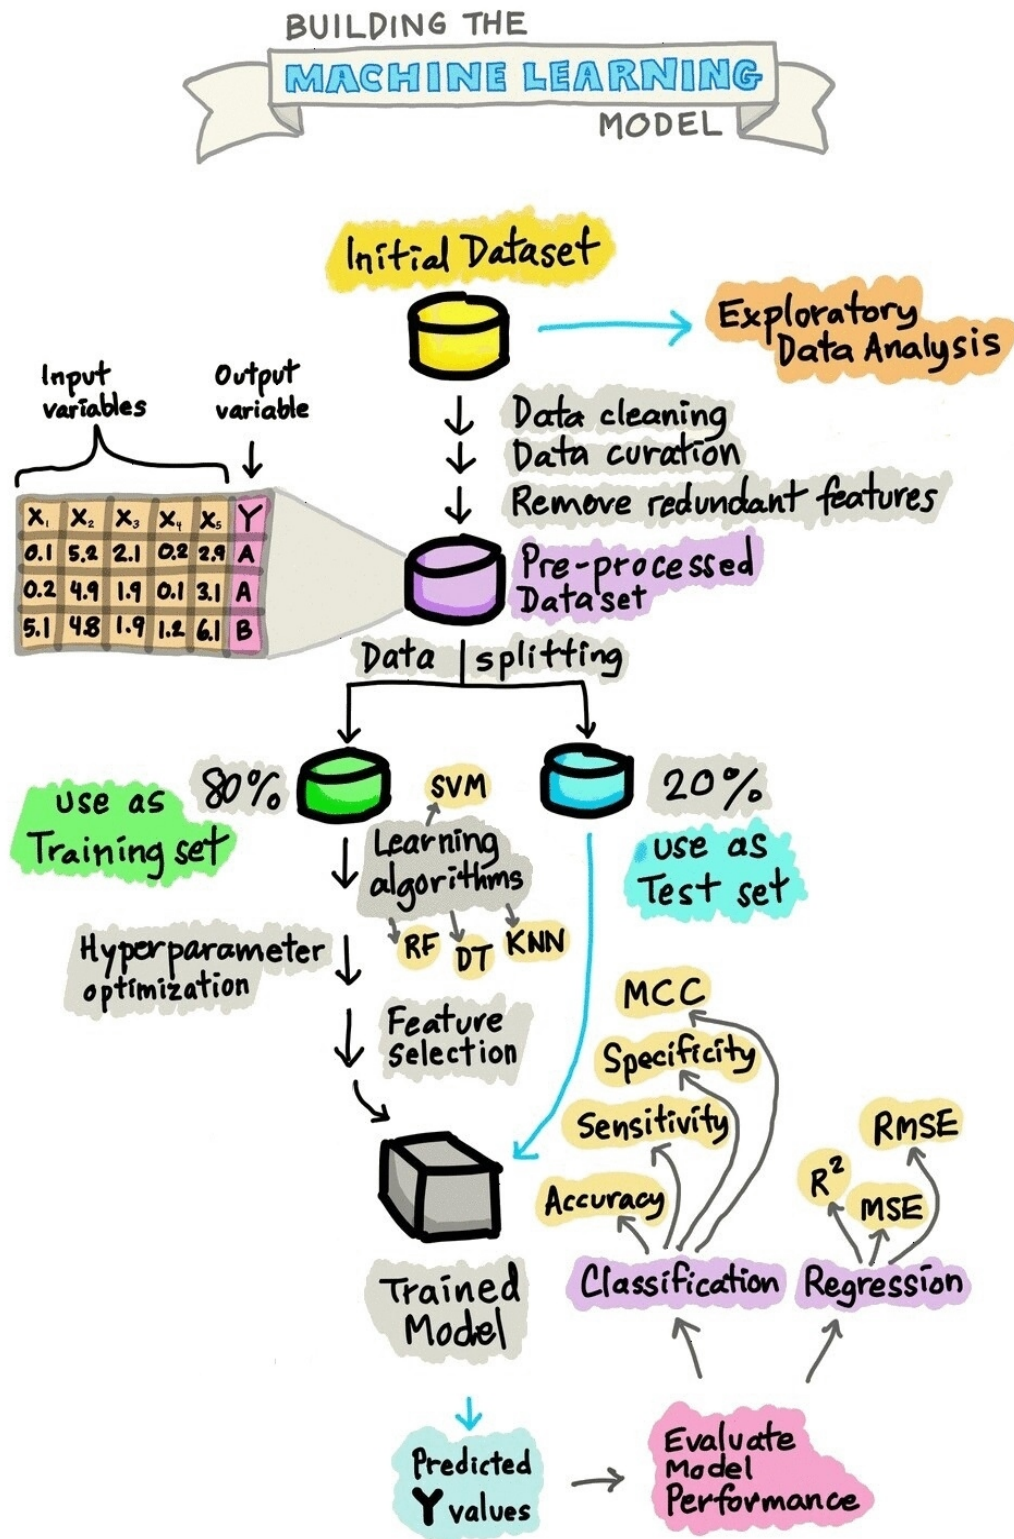 BUILDING THE
MACHINE LEARNING
MODEL
Initial Dataset
Exploratory
Data Analysis
Input
variables
Output
variable
Data cleaning
Data curation
Remove redundant features
X₁ X₂ X₃ X₄ X₅ Y
0.1 5.2 2.1 0.2 2.9 A
0.2 4.9 1.9 0.1 3.1 A
5.1 4.8 1.9 1.2 6.1 B
Pre-processed
Dataset
Data splitting
80%
use as
Training set
20%
use as
Test set
SVM
Learning
algorithms
RF
DT
KNN
Hyperparameter
optimization
Feature
selection
MCC
Specificity
Sensitivity
Accuracy
RMSE
R²
MSE
Trained
Model
Classification
Regression
Predicted
Y values
Evaluate
Model
Performance